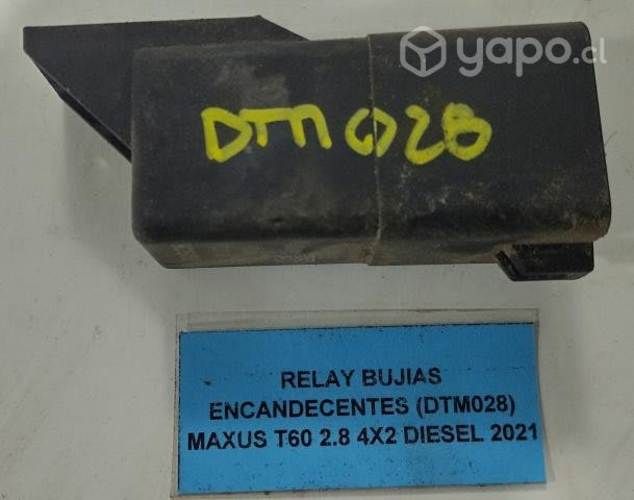 yapo.cl
DTM028
RELAY BUJIAS
ENCANDECENTES (DTM028)
MAXUS T60 2.8 4X2 DIESEL 2021